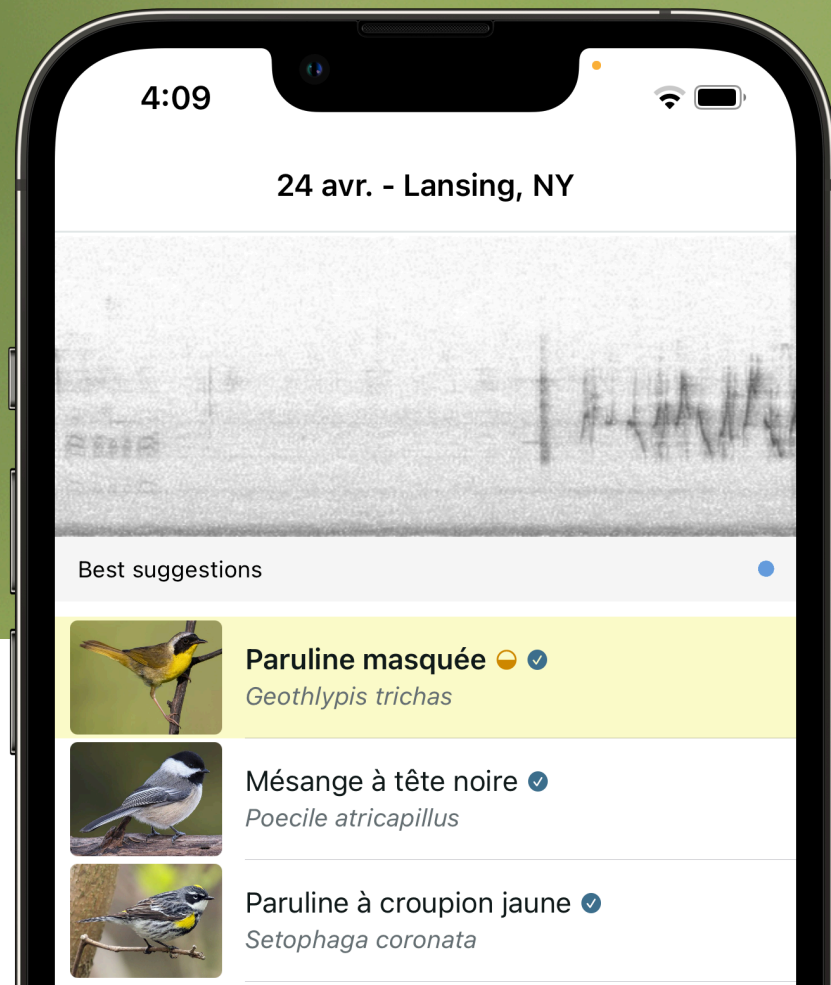 4:09
24 avr. - Lansing, NY
Best suggestions
Paruline masquée
Geothlypis trichas
Mésange à tête noire
Poecile atricapillus
Paruline à croupion jaune
Setophaga coronata